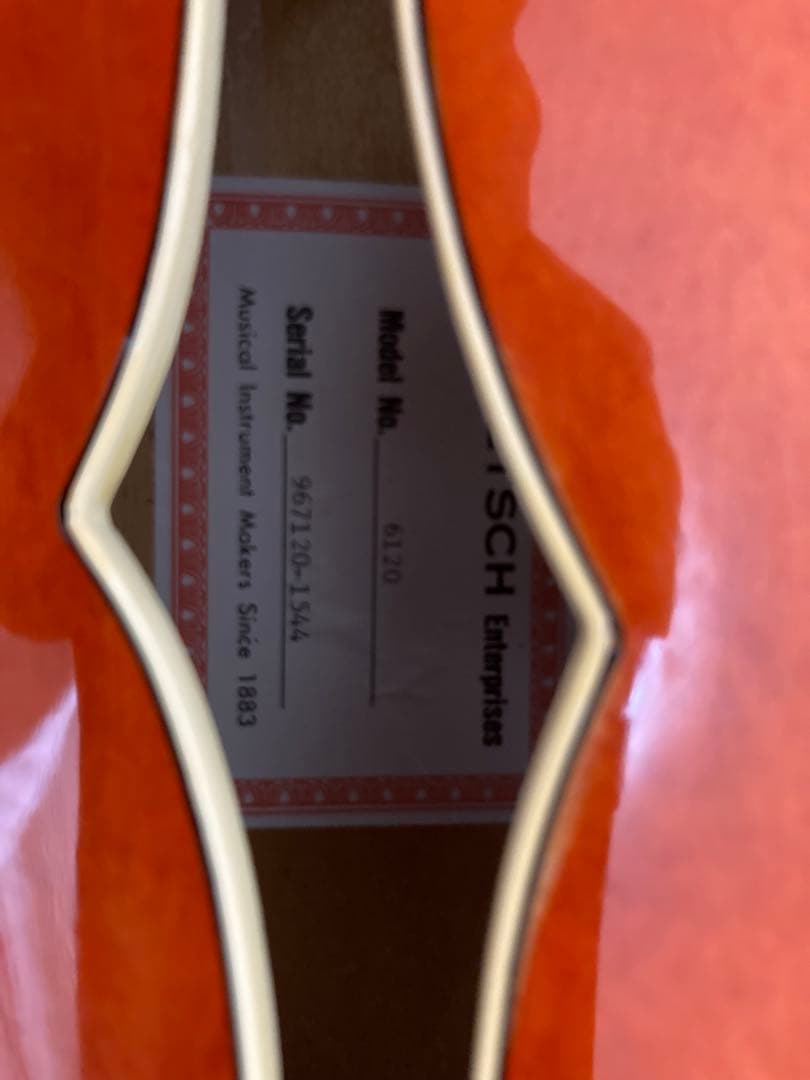 TSCH Enterprises
Model No. 6120
Serial No. 967120-1544
Musical Instrument Makers Since 1883